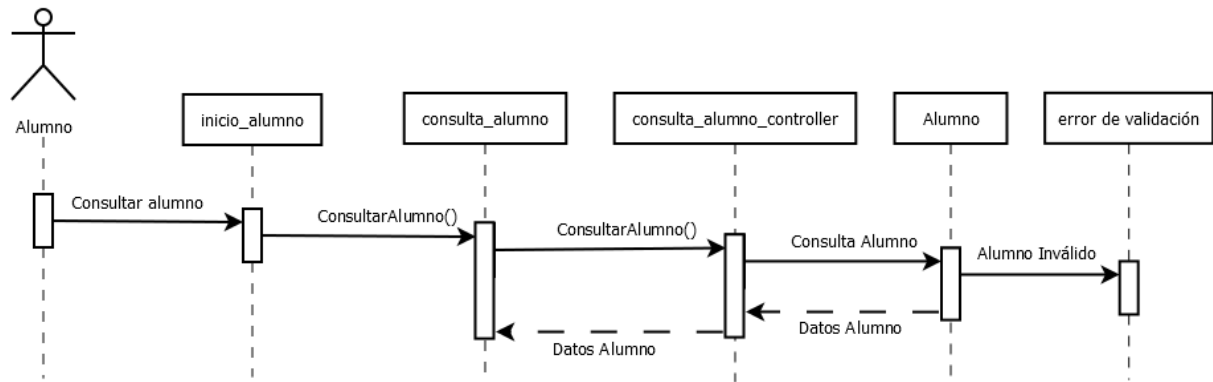 Alumno
inicio_alumno
consulta_alumno
consulta_alumno_controller
Alumno
error de validación
Consultar alumno
ConsultarAlumno()
ConsultarAlumno()
Consulta Alumno
Alumno Inválido
Datos Alumno
Datos Alumno